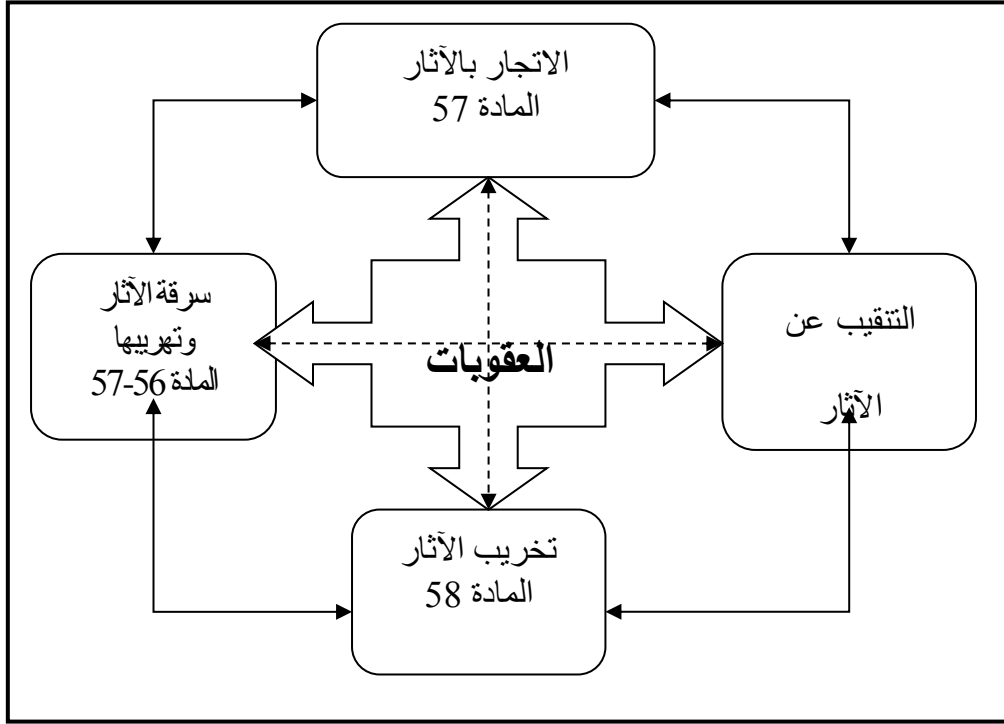 الاتجار بالآثار
المادة 57
التنقيب عن
الآثار
سرقة الآثار
وتهريبها
المادة 56-57
العقوبات
تخريب الآثار
المادة 58